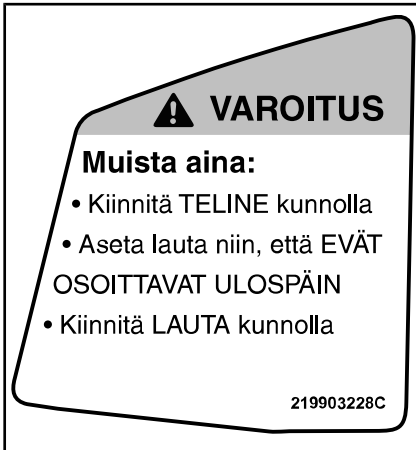 VAROITUS
Muista aina:
• Kiinnitä TELINE kunnolla
• Aseta lauta niin, että EVÄT
OSOITTAVAT ULOSPÄIN
• Kiinnitä LAUTA kunnolla
219903228C